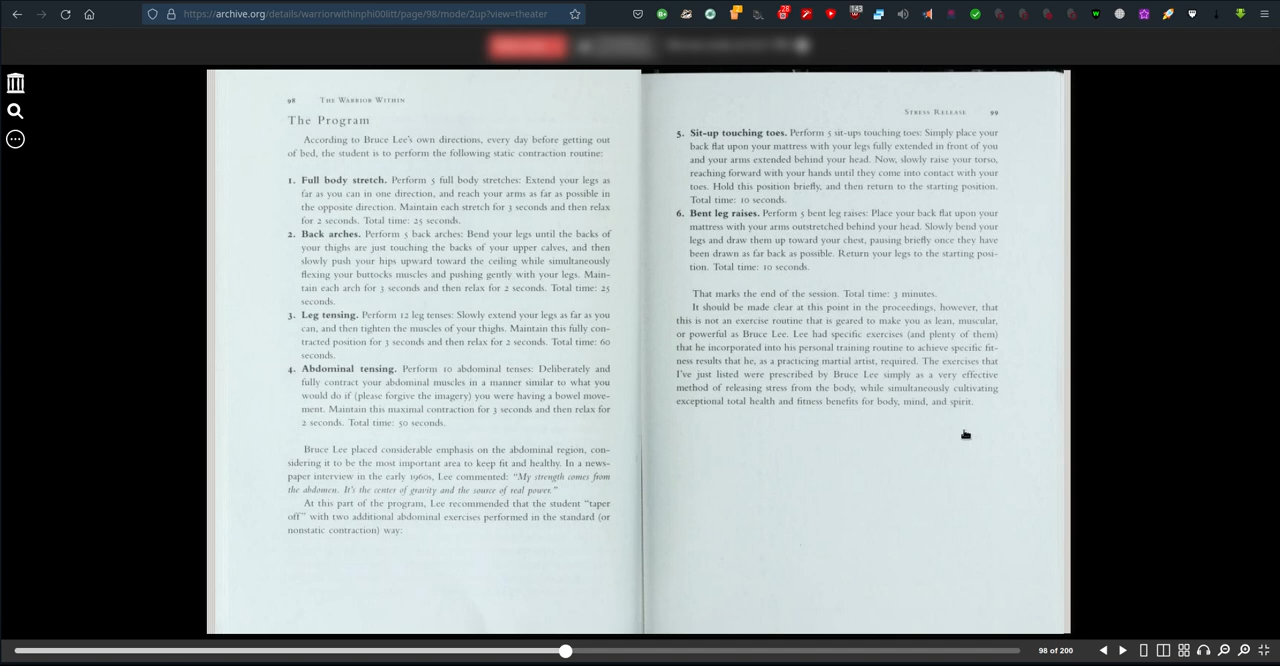 https://archive.org/details/warriorwithinphi00litt/page/98/mode/2up?view=theater
28
143
98 THE WARRIOR WITHIN
The Program
According to Bruce Lee's own directions, every day before getting out
of bed, the student is to perform the following static contraction routine:
1. Full body stretch. Perform 5 full body stretches: Extend your legs as
far as you can in one direction, and reach your arms as far as possible in
the opposite direction. Maintain each stretch for 3 seconds and then relax
for 2 seconds. Total time: 25 seconds.
2. Back arches. Perform 5 back arches: Bend your legs until the backs of
your thighs are just touching the backs of your upper calves, and then
slowly push your hips upward toward the ceiling while simultaneously
flexing your buttocks muscles and pushing gently with your legs. Main-
tain each arch for 3 seconds and then relax for 2 seconds. Total time: 25
seconds.
3. Leg tensing. Perform 12 leg tenses: Slowly extend your legs as far as you
can, and then tighten the muscles of your thighs. Maintain this fully con-
tracted position for 3 seconds and then relax for 2 seconds. Total time: 60
seconds.
4. Abdominal tensing. Perform 10 abdominal tenses: Deliberately and
fully contract your abdominal muscles in a manner similar to what you
would do if (please forgive the imagery) you were having a bowel move-
ment. Maintain this maximal contraction for 3 seconds and then relax for
2 seconds. Total time: 50 seconds.
Bruce Lee placed considerable emphasis on the abdominal region, con-
sidering it to be the most important area to keep fit and healthy. In a news-
paper interview in the early 1960s, Lee commented: "My strength comes from
the abdomen. It's the center of gravity and the source of real power."
At this part of the program, Lee recommended that the student "taper
off" with two additional abdominal exercises performed in the standard (or
nonstatic contraction) way:
STRESS RELEASE 99
5. Sit-up touching toes. Perform 5 sit-ups touching toes: Simply place your
back flat upon your mattress with your legs fully extended in front of you
and your arms extended behind your head. Now, slowly raise your torso,
reaching forward with your hands until they come into contact with your
toes. Hold this position briefly, and then return to the starting position.
Total time: 10 seconds.
6. Bent leg raises. Perform 5 bent leg raises: Place your back flat upon your
mattress with your arms outstretched behind your head. Slowly bend your
legs and draw them up toward your chest, pausing briefly once they have
been drawn as far back as possible. Return your legs to the starting posi-
tion. Total time: 10 seconds.
That marks the end of the session. Total time: 3 minutes.
It should be made clear at this point in the proceedings, however, that
this is not an exercise routine that is geared to make you as lean, muscular,
or powerful as Bruce Lee. Lee had specific exercises (and plenty of them)
that he incorporated into his personal training routine to achieve specific fit-
ness results that he, as a practicing martial artist, required. The exercises that
I've just listed were prescribed by Bruce Lee simply as a very effective
method of releasing stress from the body, while simultaneously cultivating
exceptional total health and fitness benefits for body, mind, and spirit.
98 of 200